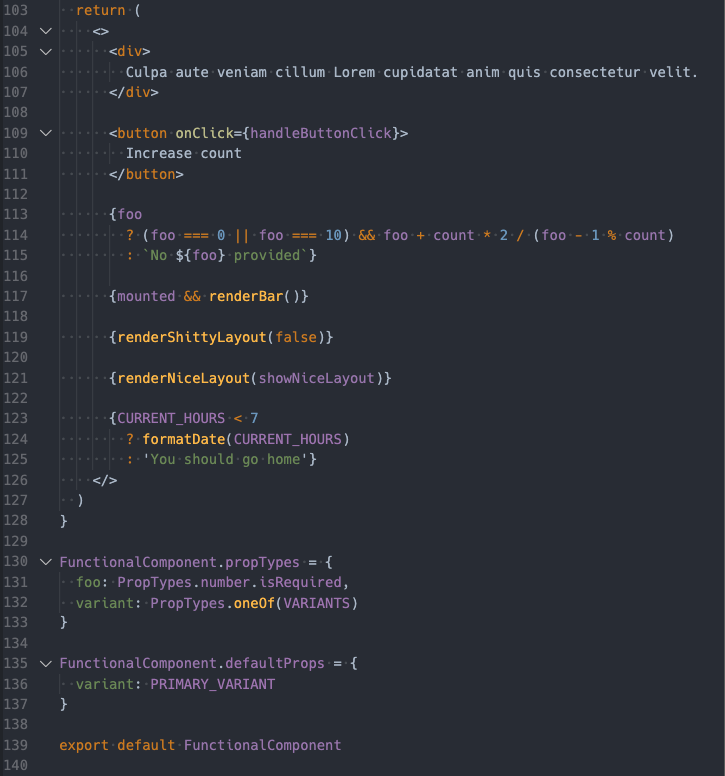 103 return (
104 <>
105 <div>
106 Culpa aute veniam cillum Lorem cupidatat anim quis consectetur velit.
107 </div>
108
109 <button onClick={handleButtonClick}>
110 Increase count
111 </button>
112
113 {foo
114 ? (foo === 0 || foo === 10) && foo + count * 2 / (foo - 1 % count)
115 : `No ${foo} provided`}
116
117 {mounted && renderBar()}
118
119 {renderShittyLayout(false)}
120
121 {renderNiceLayout(showNiceLayout)}
122
123 {CURRENT_HOURS < 7
124 ? formatDate(CURRENT_HOURS)
125 : 'You should go home'}
126 </>
127 )
128 }
129
130 FunctionalComponent.propTypes = {
131 foo: PropTypes.number.isRequired,
132 variant: PropTypes.oneOf(VARIANTS)
133 }
134
135 FunctionalComponent.defaultProps = {
136 variant: PRIMARY_VARIANT
137 }
138
139 export default FunctionalComponent
140